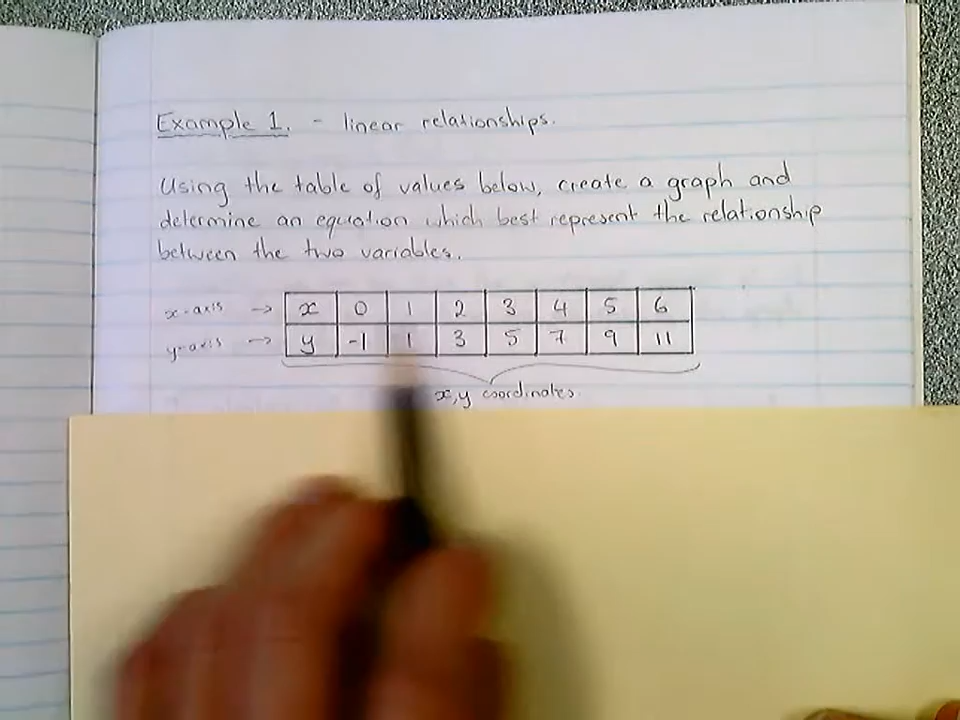 Example 1. - linear relationships.
Using the table of values below, create a graph and
determine an equation which best represent the relationship
between the two variables.
x-axis → x 0 1 2 3 4 5 6
y-axis → y -1 1 3 5 7 9 11
x,y coordinates